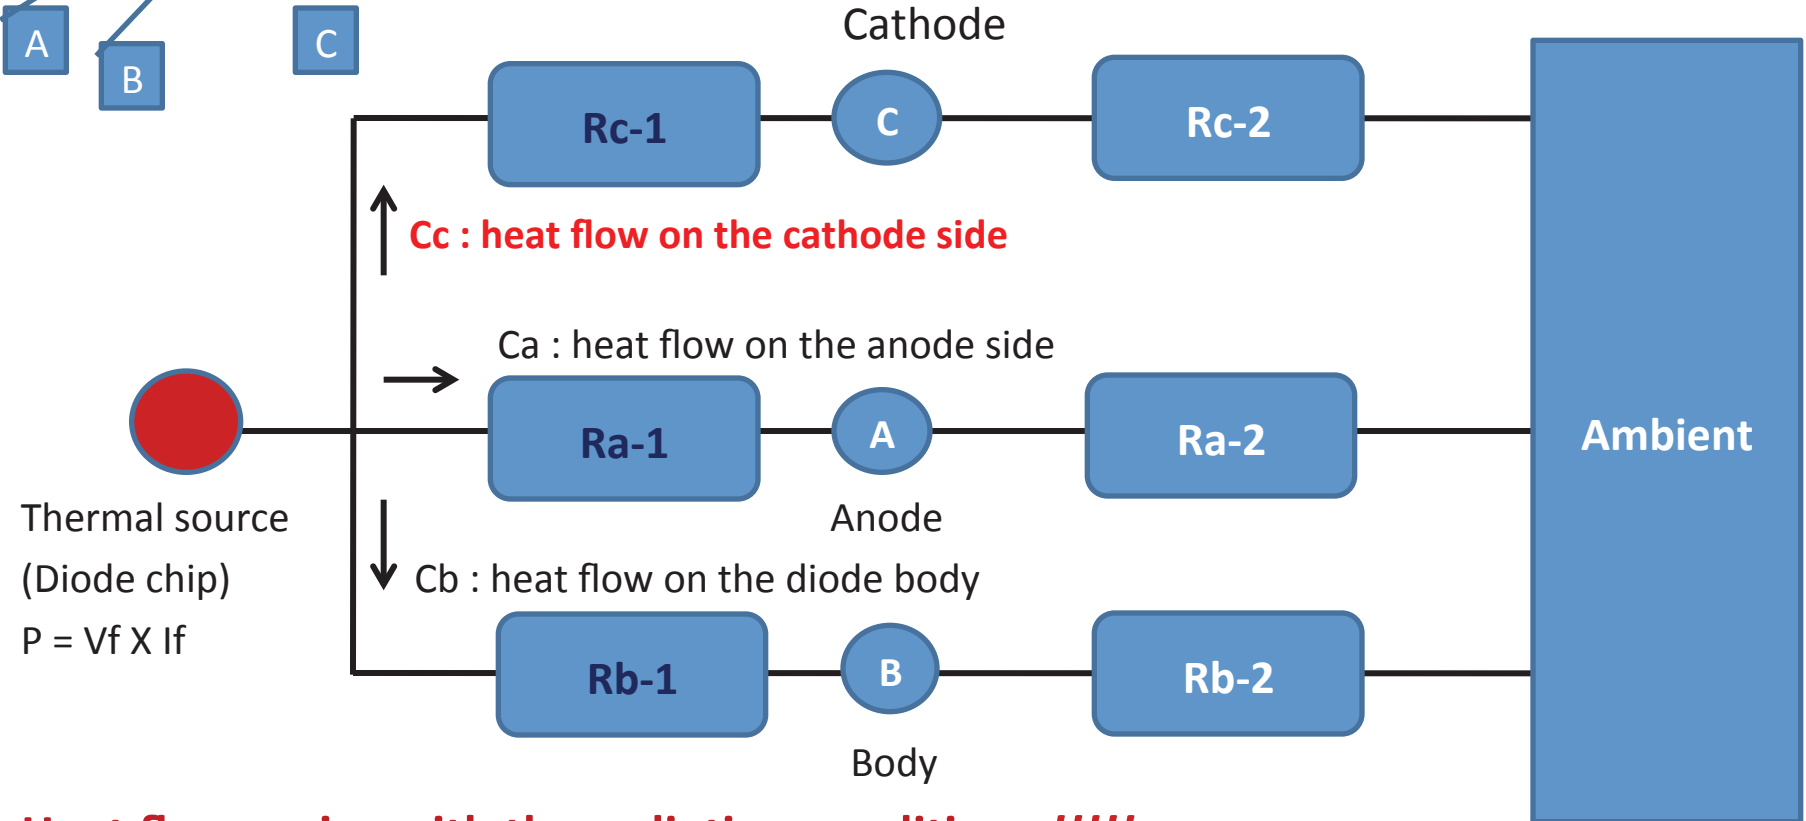 A
B
C
Cathode
Rc-1
C
Rc-2
Cc : heat flow on the cathode side
Ca : heat flow on the anode side
Ra-1
A
Ra-2
Ambient
Thermal source
(Diode chip)
P = Vf X If
Anode
Cb : heat flow on the diode body
Rb-1
B
Rb-2
Body